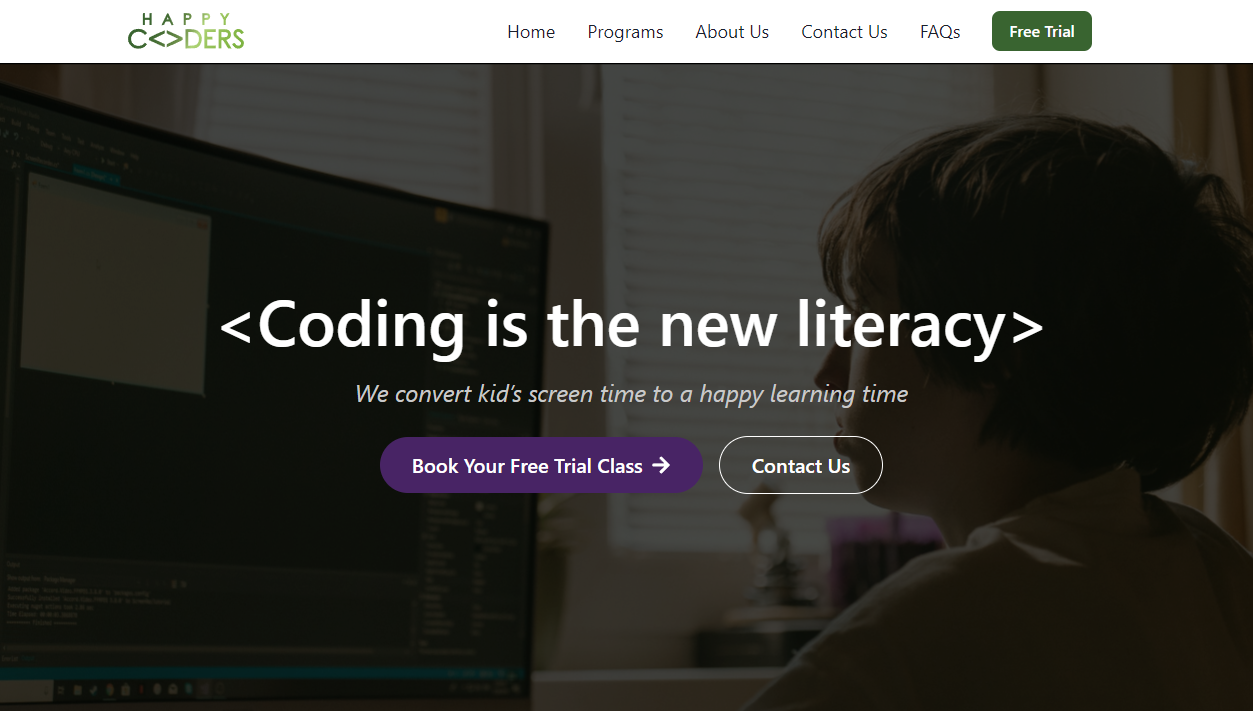 HAPPY
C<>DERS
Home
Programs
About Us
Contact Us
FAQs
Free Trial
<Coding is the new literacy>
We convert kid’s screen time to a happy learning time
Book Your Free Trial Class
Contact Us